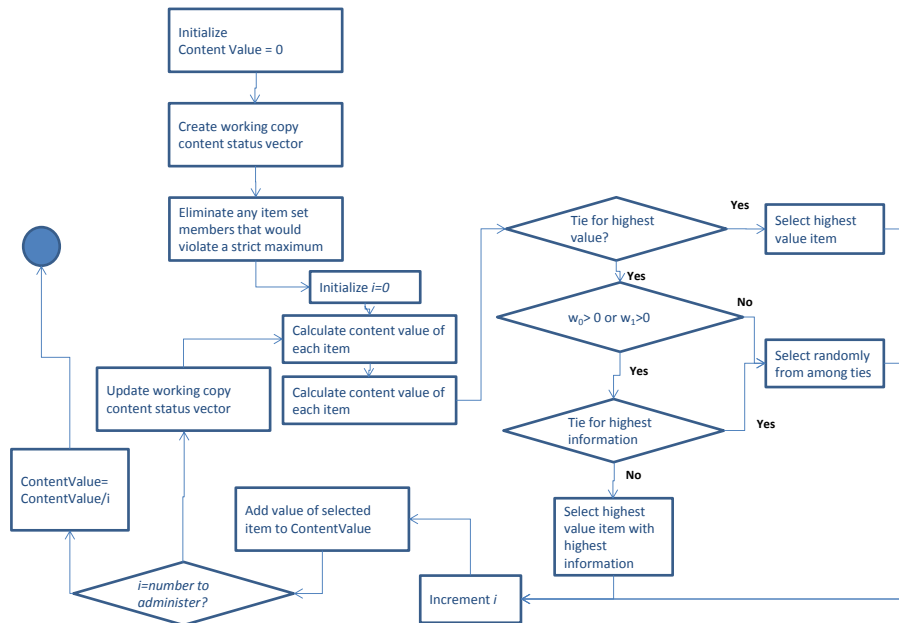 Initialize
Content Value = 0
Create working copy
content status vector
Eliminate any item set
members that would
violate a strict maximum
Initialize i=0
Calculate content value of
each item
Calculate content value of
each item
Update working copy
content status vector
Tie for highest
value?
Yes
Select highest
value item
Yes
w₀> 0 or w₁>0
No
Select randomly
from among ties
Yes
Tie for highest
information
Yes
No
Select highest
value item with
highest
information
Increment i
Add value of selected
item to ContentValue
i=number to
administer?
ContentValue=
ContentValue/i